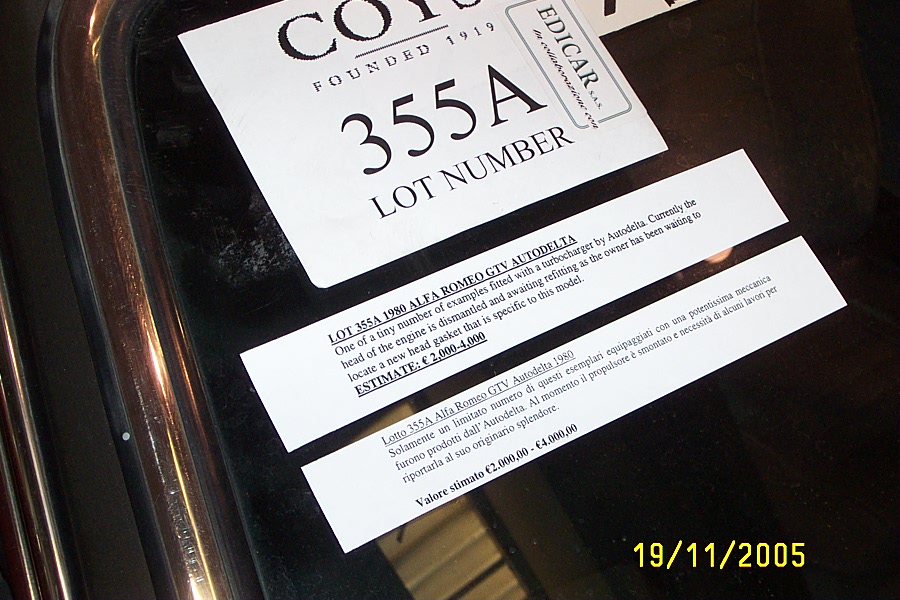 COYS
FOUNDED 1919
355A
LOT NUMBER
EDICAR S.A.S.
in collaborazione con
LOT 355A 1980 ALFA ROMEO GTV AUTODELTA
One of a tiny number of examples fitted with a turbocharger by Autodelta. Currently the
head of the engine is dismantled and awaiting refitting as the owner has been waiting to
locate a new head gasket that is specific to this model.
ESTIMATE: € 2,000-4,000
Lotto 355A Alfa Romeo GTV Autodelta 1980
Solamente un limitato numero di questi esemplari equipaggiati con una potentissima meccanica
furono prodotti dall'Autodelta. Al momento il propulsore è smontato e necessità di alcuni lavori per
riportarla al suo originario splendore.
Valore stimato €2.000,00 - €4.000,00
19/11/2005